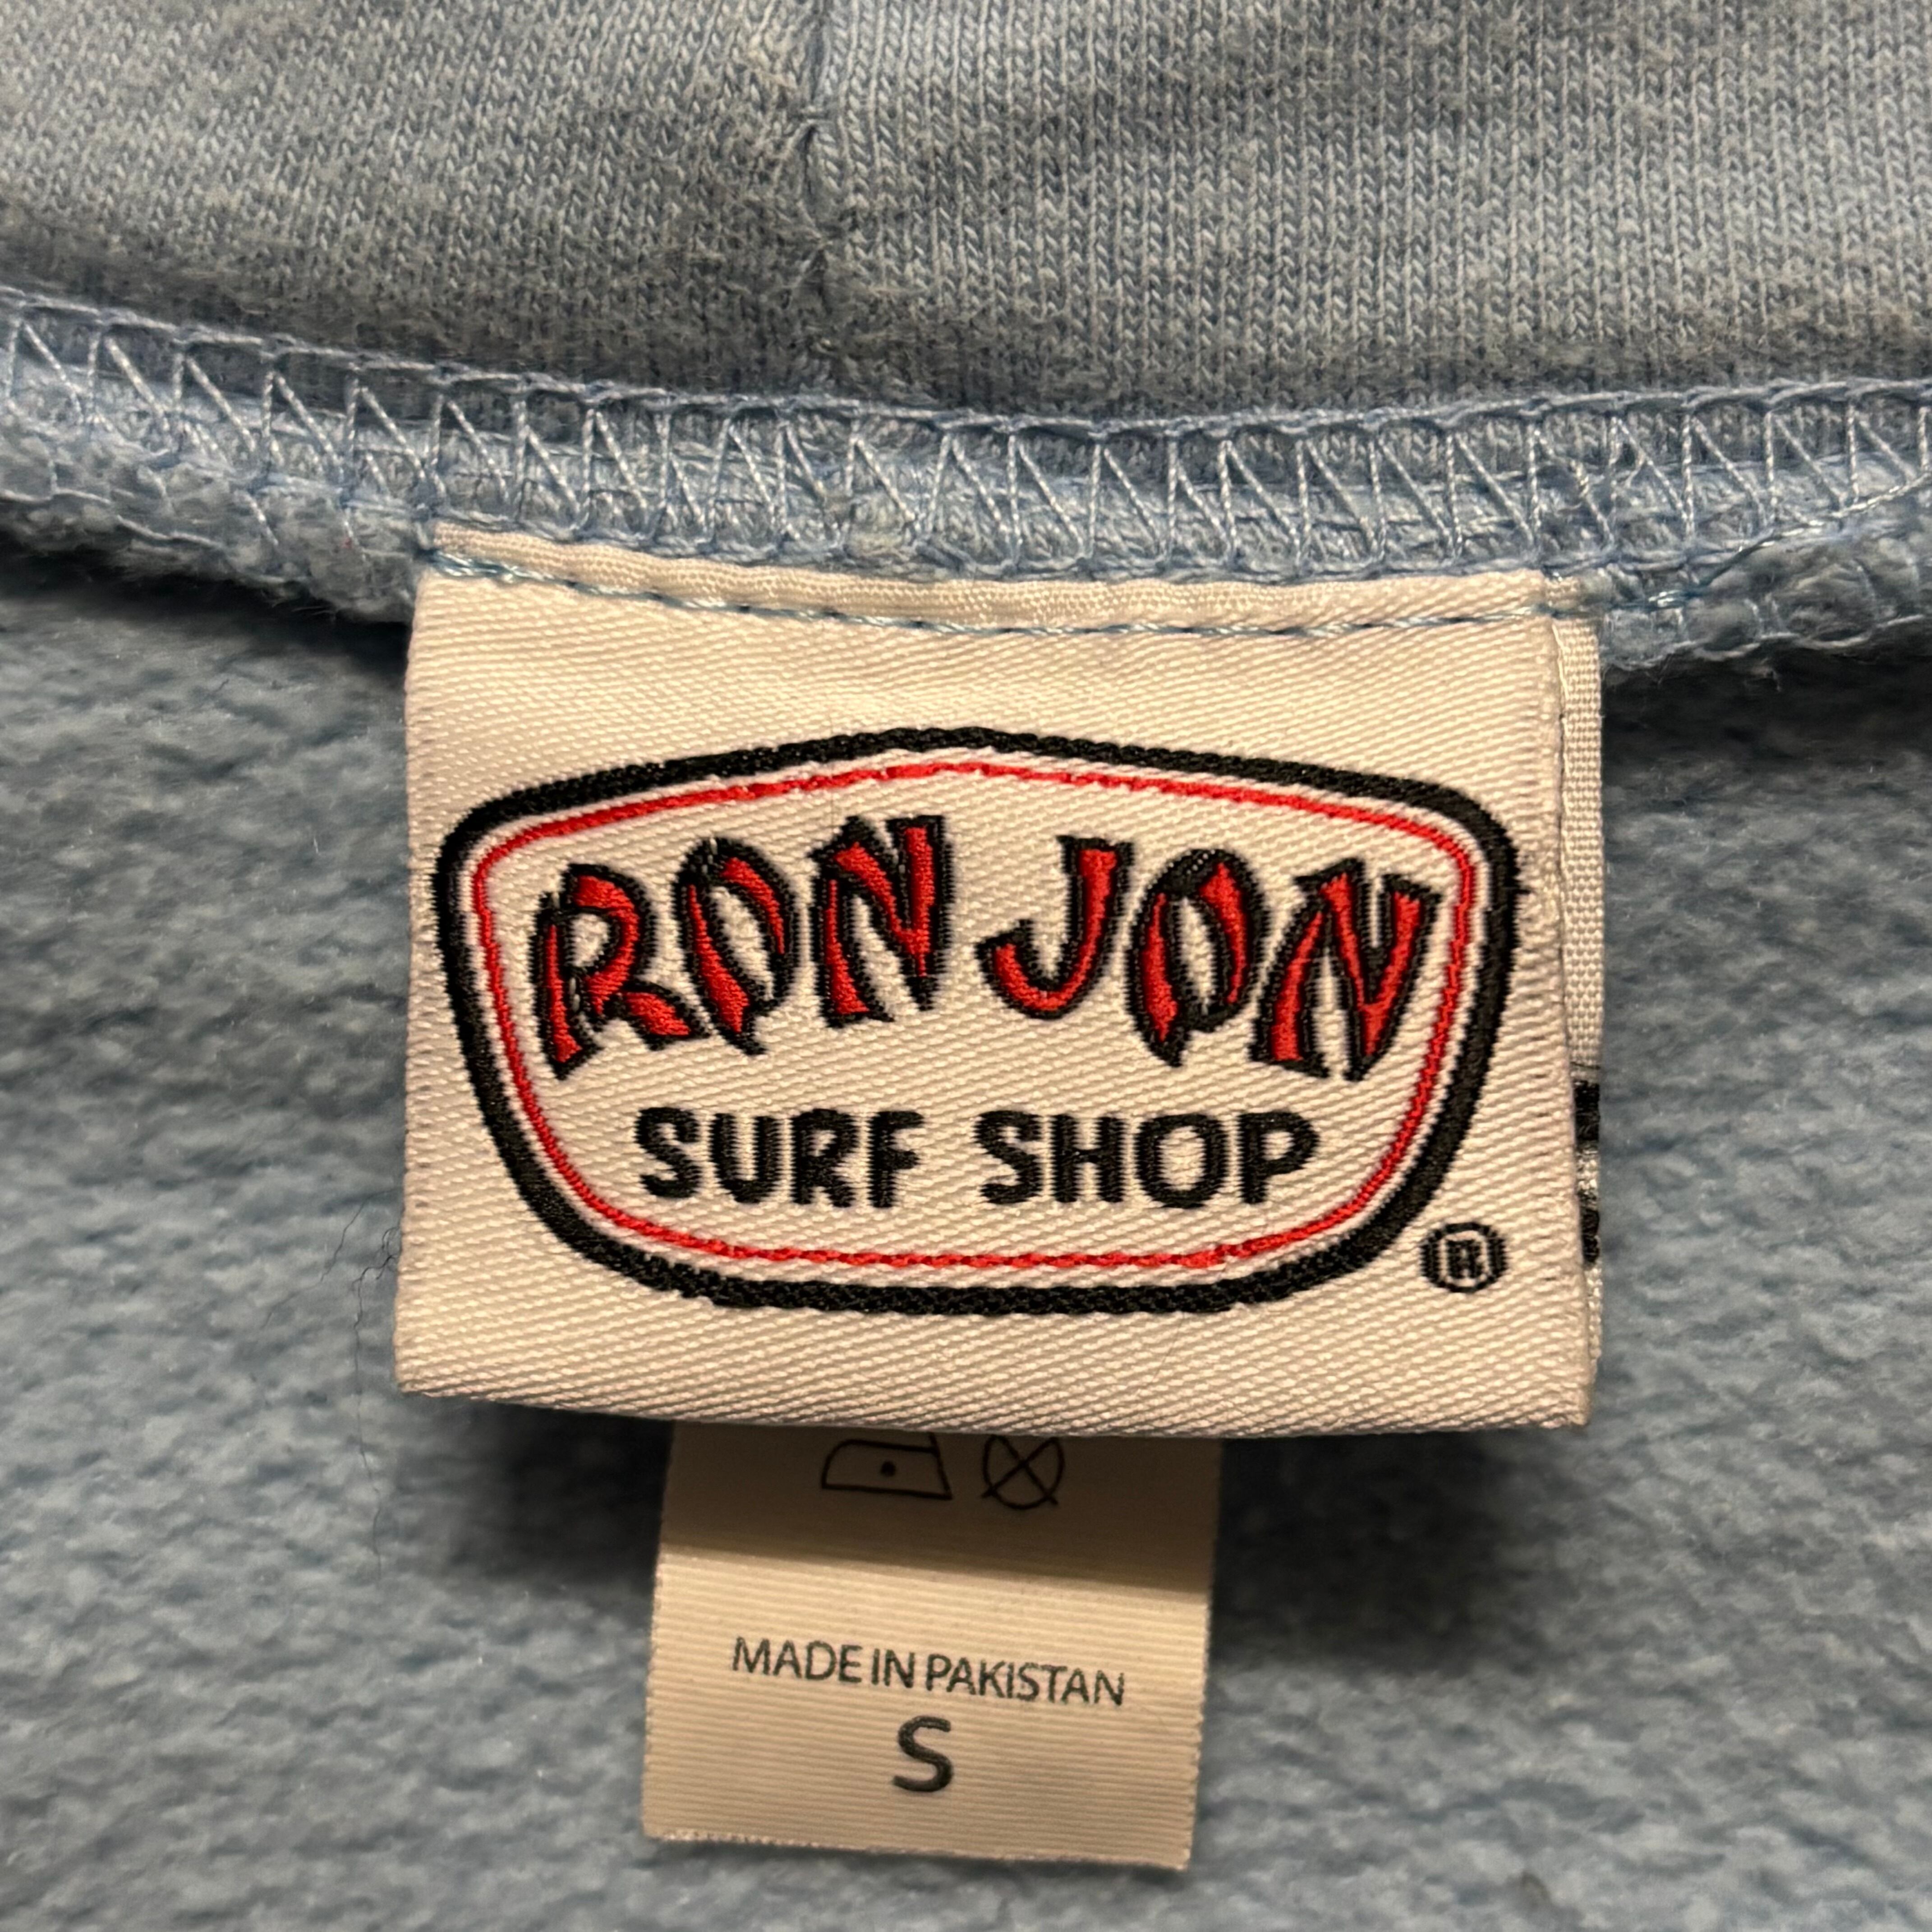 RON JON
SURF SHOP
®
MADE IN PAKISTAN
S